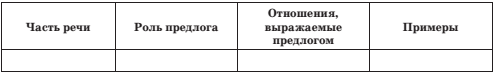 Часть речи
Роль предлога
Отношения,
выражаемые
предлогом
Примеры